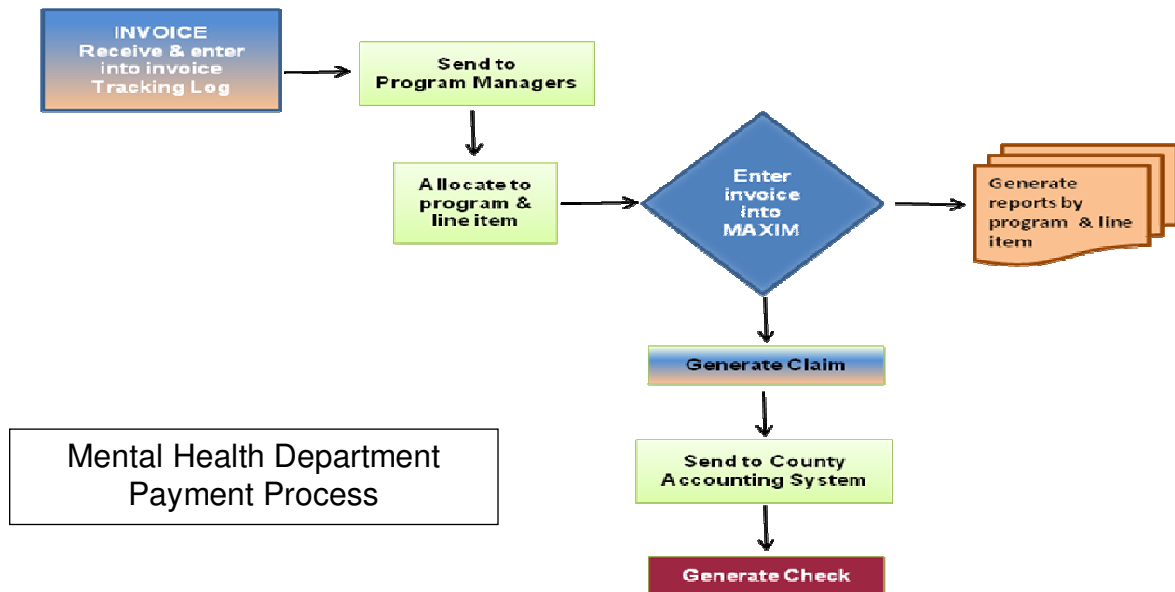 INVOICE
Receive & enter
into invoice
Tracking Log
Send to
Program Managers
Allocate to
program &
line item
Enter
invoice
into
MAXIM
Generate
reports by
program & line
item
Generate Claim
Send to County
Accounting System
Generate Check
Mental Health Department
Payment Process